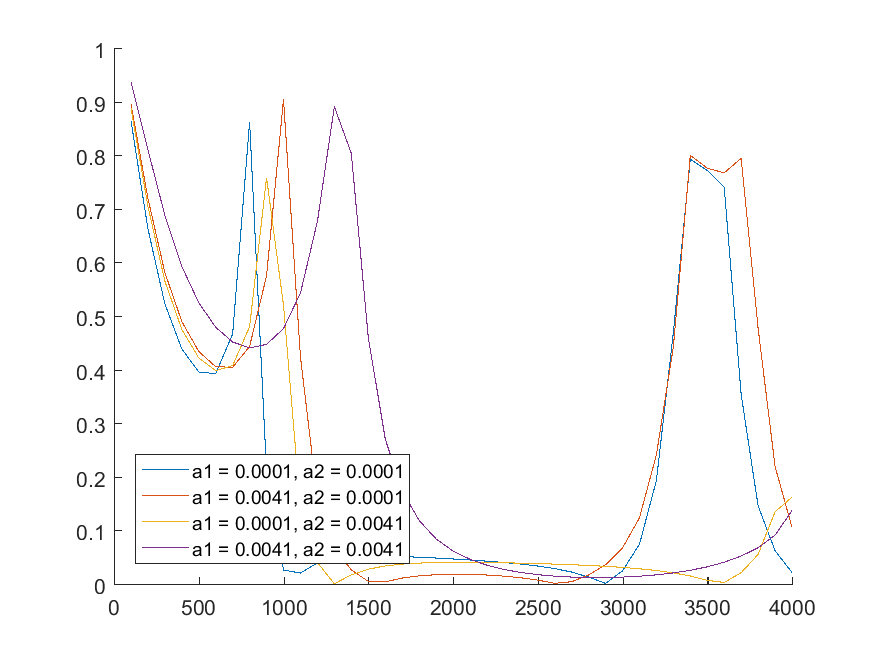 1
0.9
0.8
0.7
0.6
0.5
0.4
0.3
0.2
0.1
0
a1 = 0.0001, a2 = 0.0001
a1 = 0.0041, a2 = 0.0001
a1 = 0.0001, a2 = 0.0041
a1 = 0.0041, a2 = 0.0041
0 500 1000 1500 2000 2500 3000 3500 4000